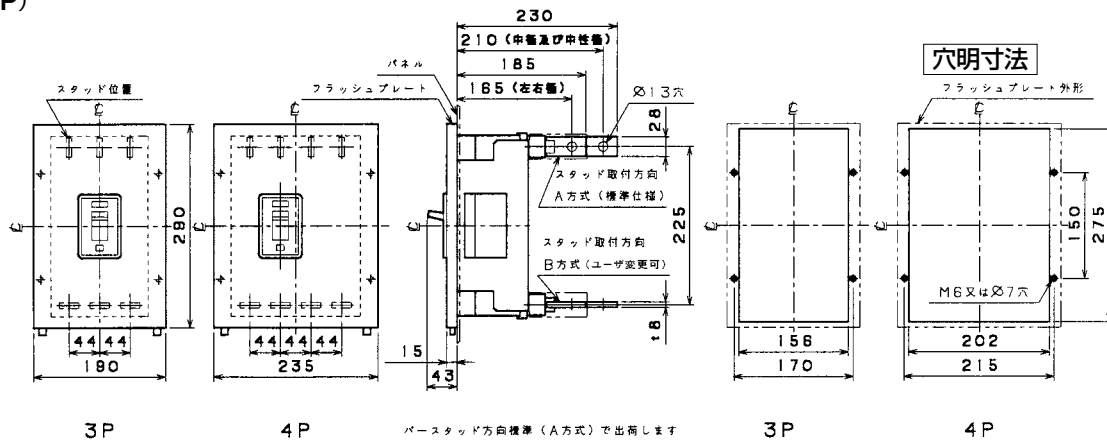 P)
230
210 (中極及び中性極)
185
165 (左右極)
パネル
フラッシュプレート
スタッド位置
Ø13穴
28
穴明寸法
フラッシュプレート外形
スタッド取付方向
A方式 (標準仕様)
スタッド取付方向
B方式 (ユーザ変更可)
225
280
150
275
M6又はØ7穴
t8
44 44
190
44 44 44
235
15
43
156
170
202
215
3P
4P
バースタッド方向標準 (A方式) で出荷します
3P
4P